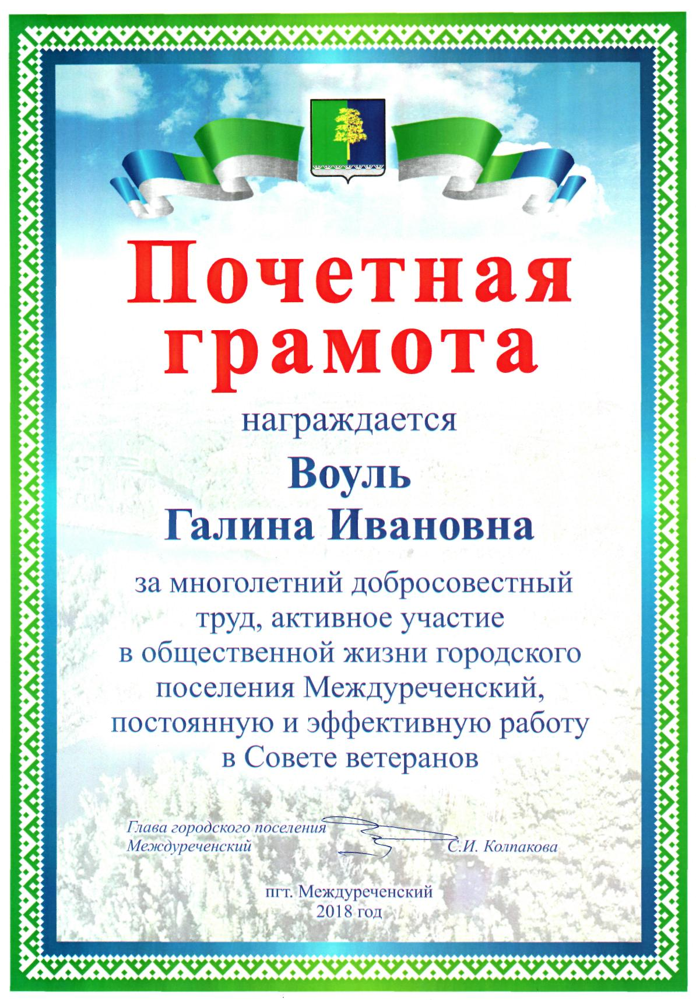 Почетная
грамота
награждается
Воуль
Галина Ивановна
за многолетний добросовестный
труд, активное участие
в общественной жизни городского
поселения Междуреченский,
постоянную и эффективную работу
в Совете ветеранов
Глава городского поселения
Междуреченский С.И. Колпакова
пгт. Междуреченский
2018 год